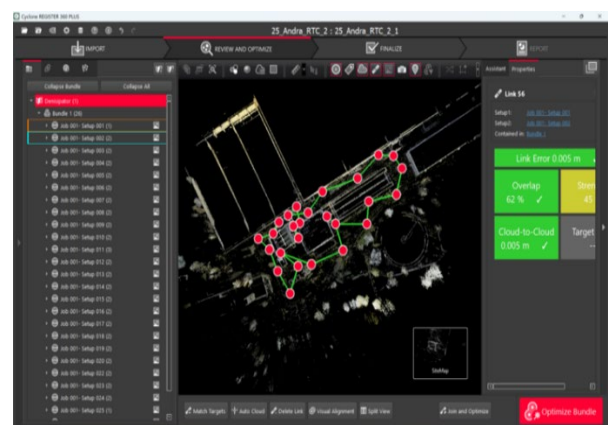 Cyclone REGISTER 360 PLUS
25_Andra_RTC_2 : 25_Andra_RTC_2_1
IMPORT
REVIEW AND OPTIMIZE
FINALIZE
REPORT
Collapse Bundle
Collapse All
Bundle 1 (26)
Job 001- Setup 001 (1)
Job 001- Setup 002 (2)
Job 001- Setup 003 (2)
Job 001- Setup 004 (2)
Job 001- Setup 005 (2)
Job 001- Setup 006 (2)
Job 001- Setup 007 (2)
Job 001- Setup 008 (2)
Job 001- Setup 009 (2)
Job 001- Setup 010 (2)
Job 001- Setup 011 (3)
Job 001- Setup 012 (2)
Job 001- Setup 013 (2)
Job 001- Setup 014 (2)
Job 001- Setup 015 (2)
Job 001- Setup 016 (2)
Job 001- Setup 017 (2)
Job 001- Setup 018 (2)
Job 001- Setup 019 (2)
Job 001- Setup 020 (2)
Job 001- Setup 022 (2)
Job 001- Setup 023 (2)
Job 001- Setup 024 (2)
Job 001- Setup 025 (1)
SiteMap
Match Targets
Auto Cloud
Delete Link
Visual Alignment
Split View
Join and Optimize
Assistant
Properties
Link 56
Setup1: Job 001- Setup 001
Setup2: Job 001- Setup 002
Contained in: Bundle 1
Link Error 0.005 m
Overlap
62 %
Stren
45
Cloud-to-Cloud
0.005 m
Target
--
Optimize Bundle